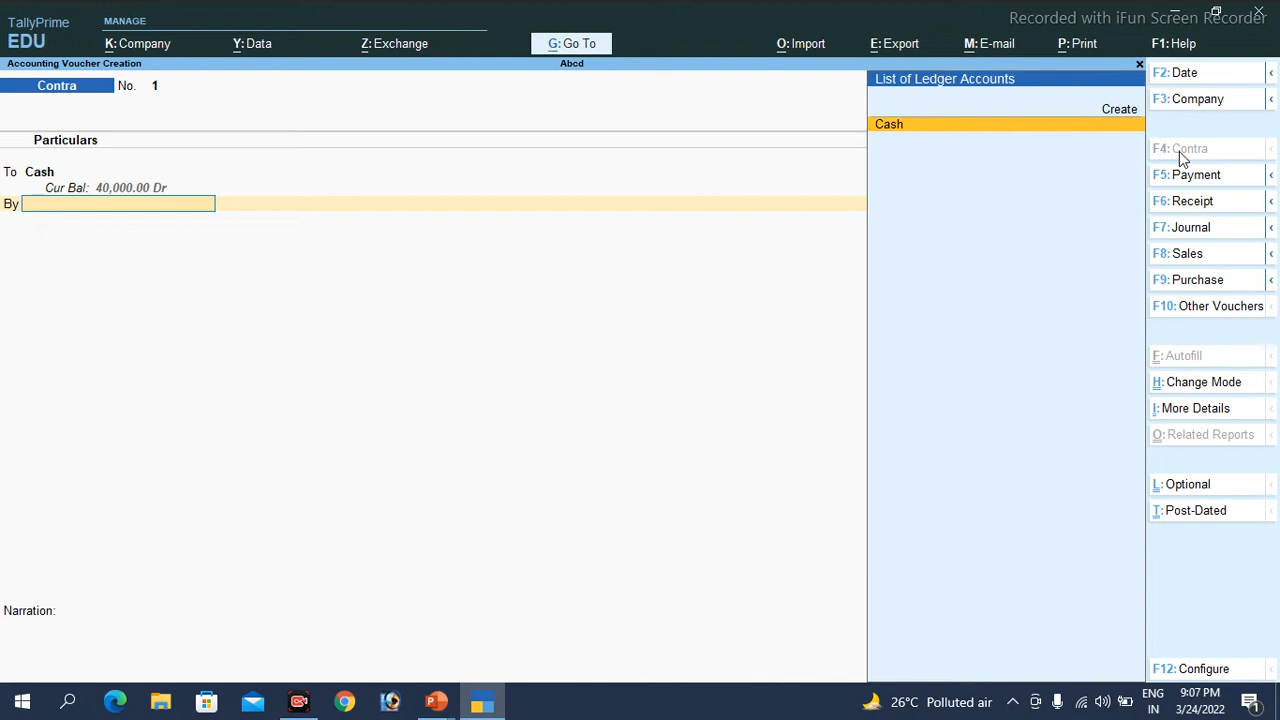 Recorded with iFun Screen Recorder
TallyPrime
EDU
MANAGE
K: Company
Y: Data
Z: Exchange
G: Go To
O: Import
E: Export
M: E-mail
P: Print
F1: Help
Accounting Voucher Creation
Abcd
Contra No. 1
Particulars
To Cash
Cur Bal: 40,000.00 Dr
By
Narration:
List of Ledger Accounts
Create
Cash
F2: Date
F3: Company
F4: Contra
F5: Payment
F6: Receipt
F7: Journal
F8: Sales
F9: Purchase
F10: Other Vouchers
F: Autofill
H: Change Mode
I: More Details
O: Related Reports
L: Optional
T: Post-Dated
F12: Configure
26°C Polluted air
ENG
IN
9:07 PM
3/24/2022
1